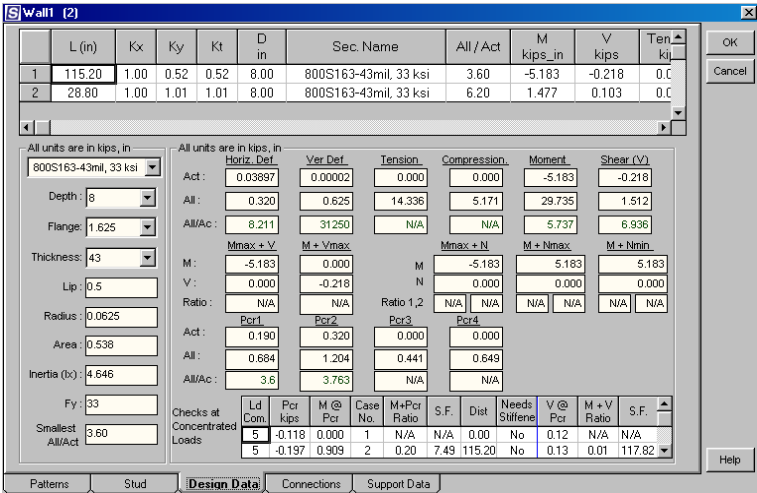 S Wall1 (2)
L (in) Kx Ky Kt D in Sec. Name All / Act M kips_in V kips Ten kip
1 115.20 1.00 0.52 0.52 8.00 800S163-43mil, 33 ksi 3.60 -5.183 -0.218 0.0
2 28.80 1.00 1.01 1.01 8.00 800S163-43mil, 33 ksi 6.20 1.477 0.103 0.0
OK
Cancel
All units are in kips, in
800S163-43mil, 33 ksi
Depth : 8
Flange: 1.625
Thickness: 43
Lip : 0.5
Radius : 0.0625
Area : 0.538
Inertia (Ix) : 4.646
Fy : 33
Smallest All/Act 3.60
All units are in kips, in
Horiz. Def Ver Def Tension Compression. Moment Shear (V)
Act : 0.03897 0.00002 0.000 0.000 -5.183 -0.218
All : 0.320 0.625 14.336 5.171 29.735 1.512
All/Ac : 8.211 31250 N/A N/A 5.737 6.936
Mmax + V M + Vmax Mmax + N M + Nmax M + Nmin
M : -5.183 0.000 M -5.183 5.183 5.183
V : 0.000 -0.218 N 0.000 0.000 0.000
Ratio : N/A N/A Ratio 1,2 N/A N/A N/A N/A N/A N/A
Pcr1 Pcr2 Pcr3 Pcr4
Act : 0.190 0.320 0.000 0.000
All : 0.684 1.204 0.441 0.649
All/Ac : 3.6 3.763 N/A N/A
Checks at Concentrated Loads
Ld Com. Pcr kips M @ Pcr Case No. M+Pcr Ratio S.F. Dist Needs Stiffene V @ Pcr M + V Ratio S.F.
5 -0.118 0.000 1 N/A N/A 0.00 No 0.12 N/A N/A
5 -0.197 0.909 2 0.20 7.49 115.20 No 0.13 0.01 117.82
Help
Patterns Stud Design Data Connections Support Data